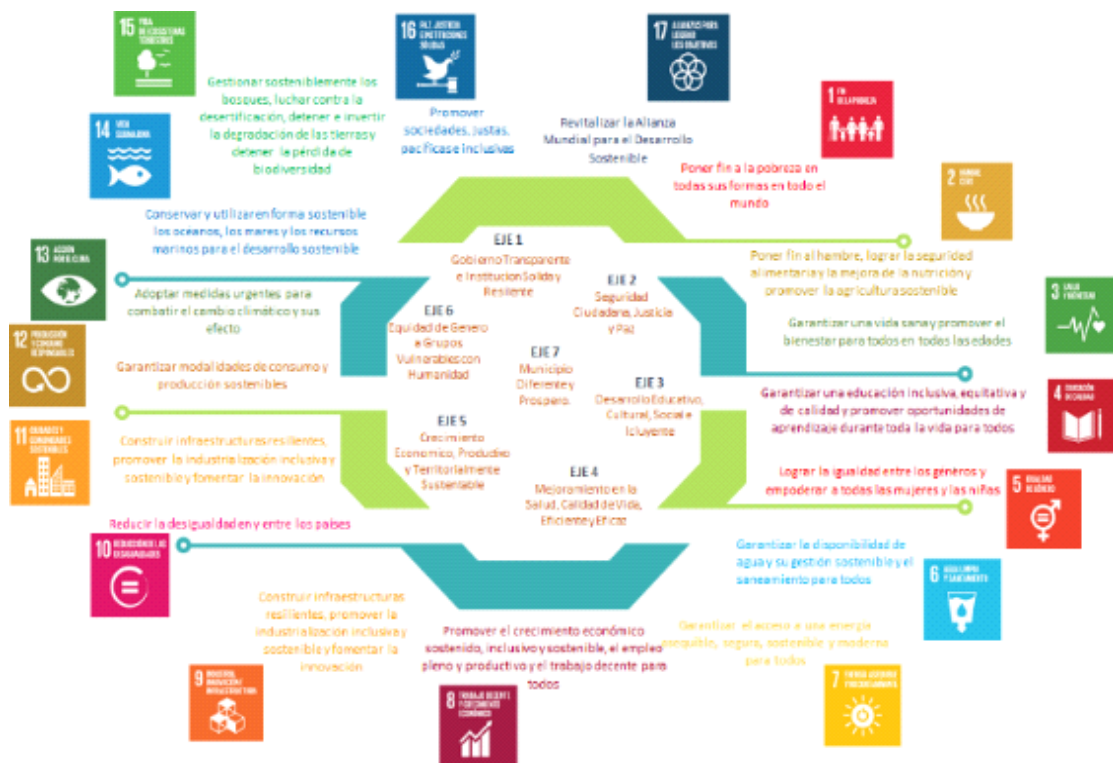 15 VIDA
DE ECOSISTEMAS
TERRESTRES
Gestionar sosteniblemente los
bosques, luchar contra la
desertificación, detener e invertir
la degradación de las tierras y
detener la pérdida de
biodiversidad
16 PAZ, JUSTICIA
E INSTITUCIONES
SÓLIDAS
Promover
sociedades, justas,
pacíficas e inclusivas
17 ALIANZAS PARA
LOGRAR
LOS OBJETIVOS
Revitalizar la Alianza
Mundial para el Desarrollo
Sostenible
1 FIN
DE LA POBREZA
Poner fin a la pobreza en
todas sus formas en todo el
mundo
14 VIDA
SUBMARINA
Conservar y utilizar en forma sostenible
los océanos, los mares y los recursos
marinos para el desarrollo sostenible
2 HAMBRE
CERO
Poner fin al hambre, lograr la seguridad
alimentaria y la mejora de la nutrición y
promover la agricultura sostenible
13 ACCIÓN
POR EL CLIMA
Adoptar medidas urgentes para
combatir el cambio climático y sus
efecto
3 SALUD
Y BIENESTAR
Garantizar una vida sana y promover el
bienestar para todos en todas las edades
12 PRODUCCIÓN
Y CONSUMO
RESPONSABLES
Garantizar modalidades de consumo y
producción sostenibles
4 EDUCACIÓN
DE CALIDAD
Garantizar una educación inclusiva, equitativa y
de calidad y promover oportunidades de
aprendizaje durante toda la vida para todos
11 CIUDADES Y
COMUNIDADES
SOSTENIBLES
Construir infraestructuras resilientes,
promover la industrialización inclusiva y
sostenible y fomentar la innovación
5 IGUALDAD
DE GÉNERO
Lograr la igualdad entre los géneros y
empoderar a todas las mujeres y las niñas
EJE 1
Gobierno Transparente
e Institucion Solida y
Resiliente
EJE 2
Seguridad
Ciudadana, Justicia
y Paz
EJE 6
Equidad de Genero
a Grupos
Vulnerables con
Humanidad
EJE 7
Municipio
Diferente y
Prospero.
EJE 3
Desarrollo Educativo,
Cultural, Social e
Icluyente
EJE 5
Crecimiento
Economico, Productivo
y Territorialmente
Sustentable
EJE 4
Mejoramiento en la
Salud, Calidad de Vida,
Eficiente y Eficaz
Reducir la desigualdad en y entre los países
10 REDUCCIÓN DE LAS
DESIGUALDADES
Garantizar la disponibilidad de
agua y su gestión sostenible y el
saneamiento para todos
6 AGUA LIMPIA
Y SANEAMIENTO
Construir infraestructuras
resilientes, promover la
industrialización inclusiva y
sostenible y fomentar la
innovación
9 INDUSTRIA,
INNOVACIÓN E
INFRAESTRUCTURA
Promover el crecimiento económico
sostenido, inclusivo y sostenible, el empleo
pleno y productivo y el trabajo decente para
todos
8 TRABAJO DECENTE
Y CRECIMIENTO
ECONÓMICO
Garantizar el acceso a una energía
asequible, segura, sostenible y moderna
para todos
7 ENERGÍA ASEQUIBLE
Y NO CONTAMINANTE